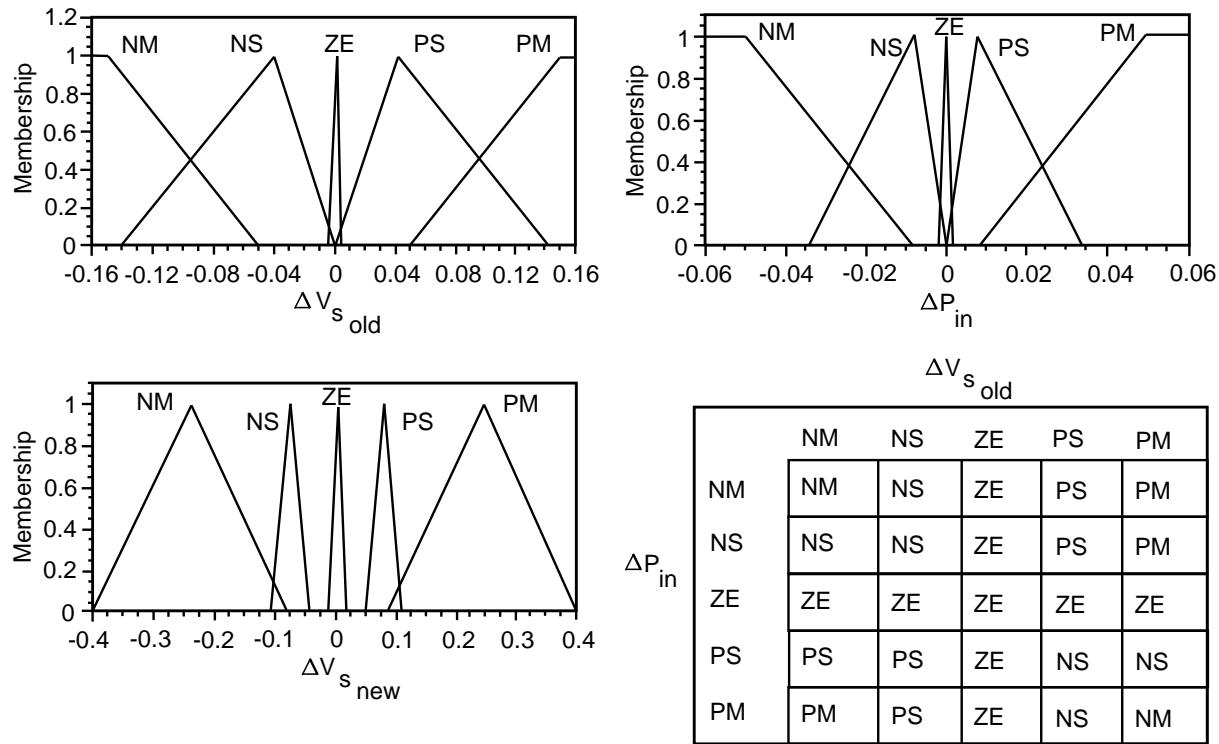 1.2
1
0.8
0.6
0.4
0.2
0
Membership
NM NS ZE PS PM
-0.16 -0.12 -0.08 -0.04 0 0.04 0.08 0.12 0.16
ΔVs old
1
0.8
0.6
0.4
0.2
0
Membership
NM NS ZE PS PM
-0.06 -0.04 -0.02 0 0.02 0.04 0.06
ΔPin
1
0.8
0.6
0.4
0.2
0
Membership
NM NS ZE PS PM
-0.4 -0.3 -0.2 -0.1 0 0.1 0.2 0.3 0.4
ΔVs new
ΔVs old
NM NS ZE PS PM
NM NM NS ZE PS PM
NS NS NS ZE PS PM
ΔPin
ZE ZE ZE ZE ZE ZE
PS PS PS ZE NS NS
PM PM PS ZE NS NM